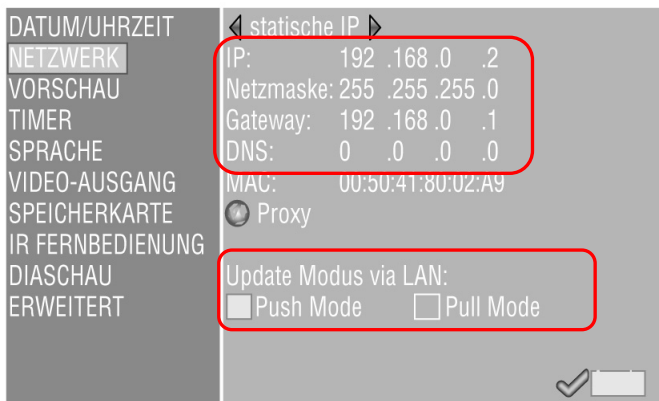 DATUM/UHRZEIT
NETZWERK
VORSCHAU
TIMER
SPRACHE
VIDEO-AUSGANG
SPEICHERKARTE
IR FERNBEDIENUNG
DIASCHAU
ERWEITERT
statische IP
IP: 192 .168 .0 .2
Netzmaske: 255 .255 .255 .0
Gateway: 192 .168 .0 .1
DNS: 0 .0 .0 .0
MAC: 00:50:41:80:02:A9
Proxy
Update Modus via LAN:
Push Mode Pull Mode